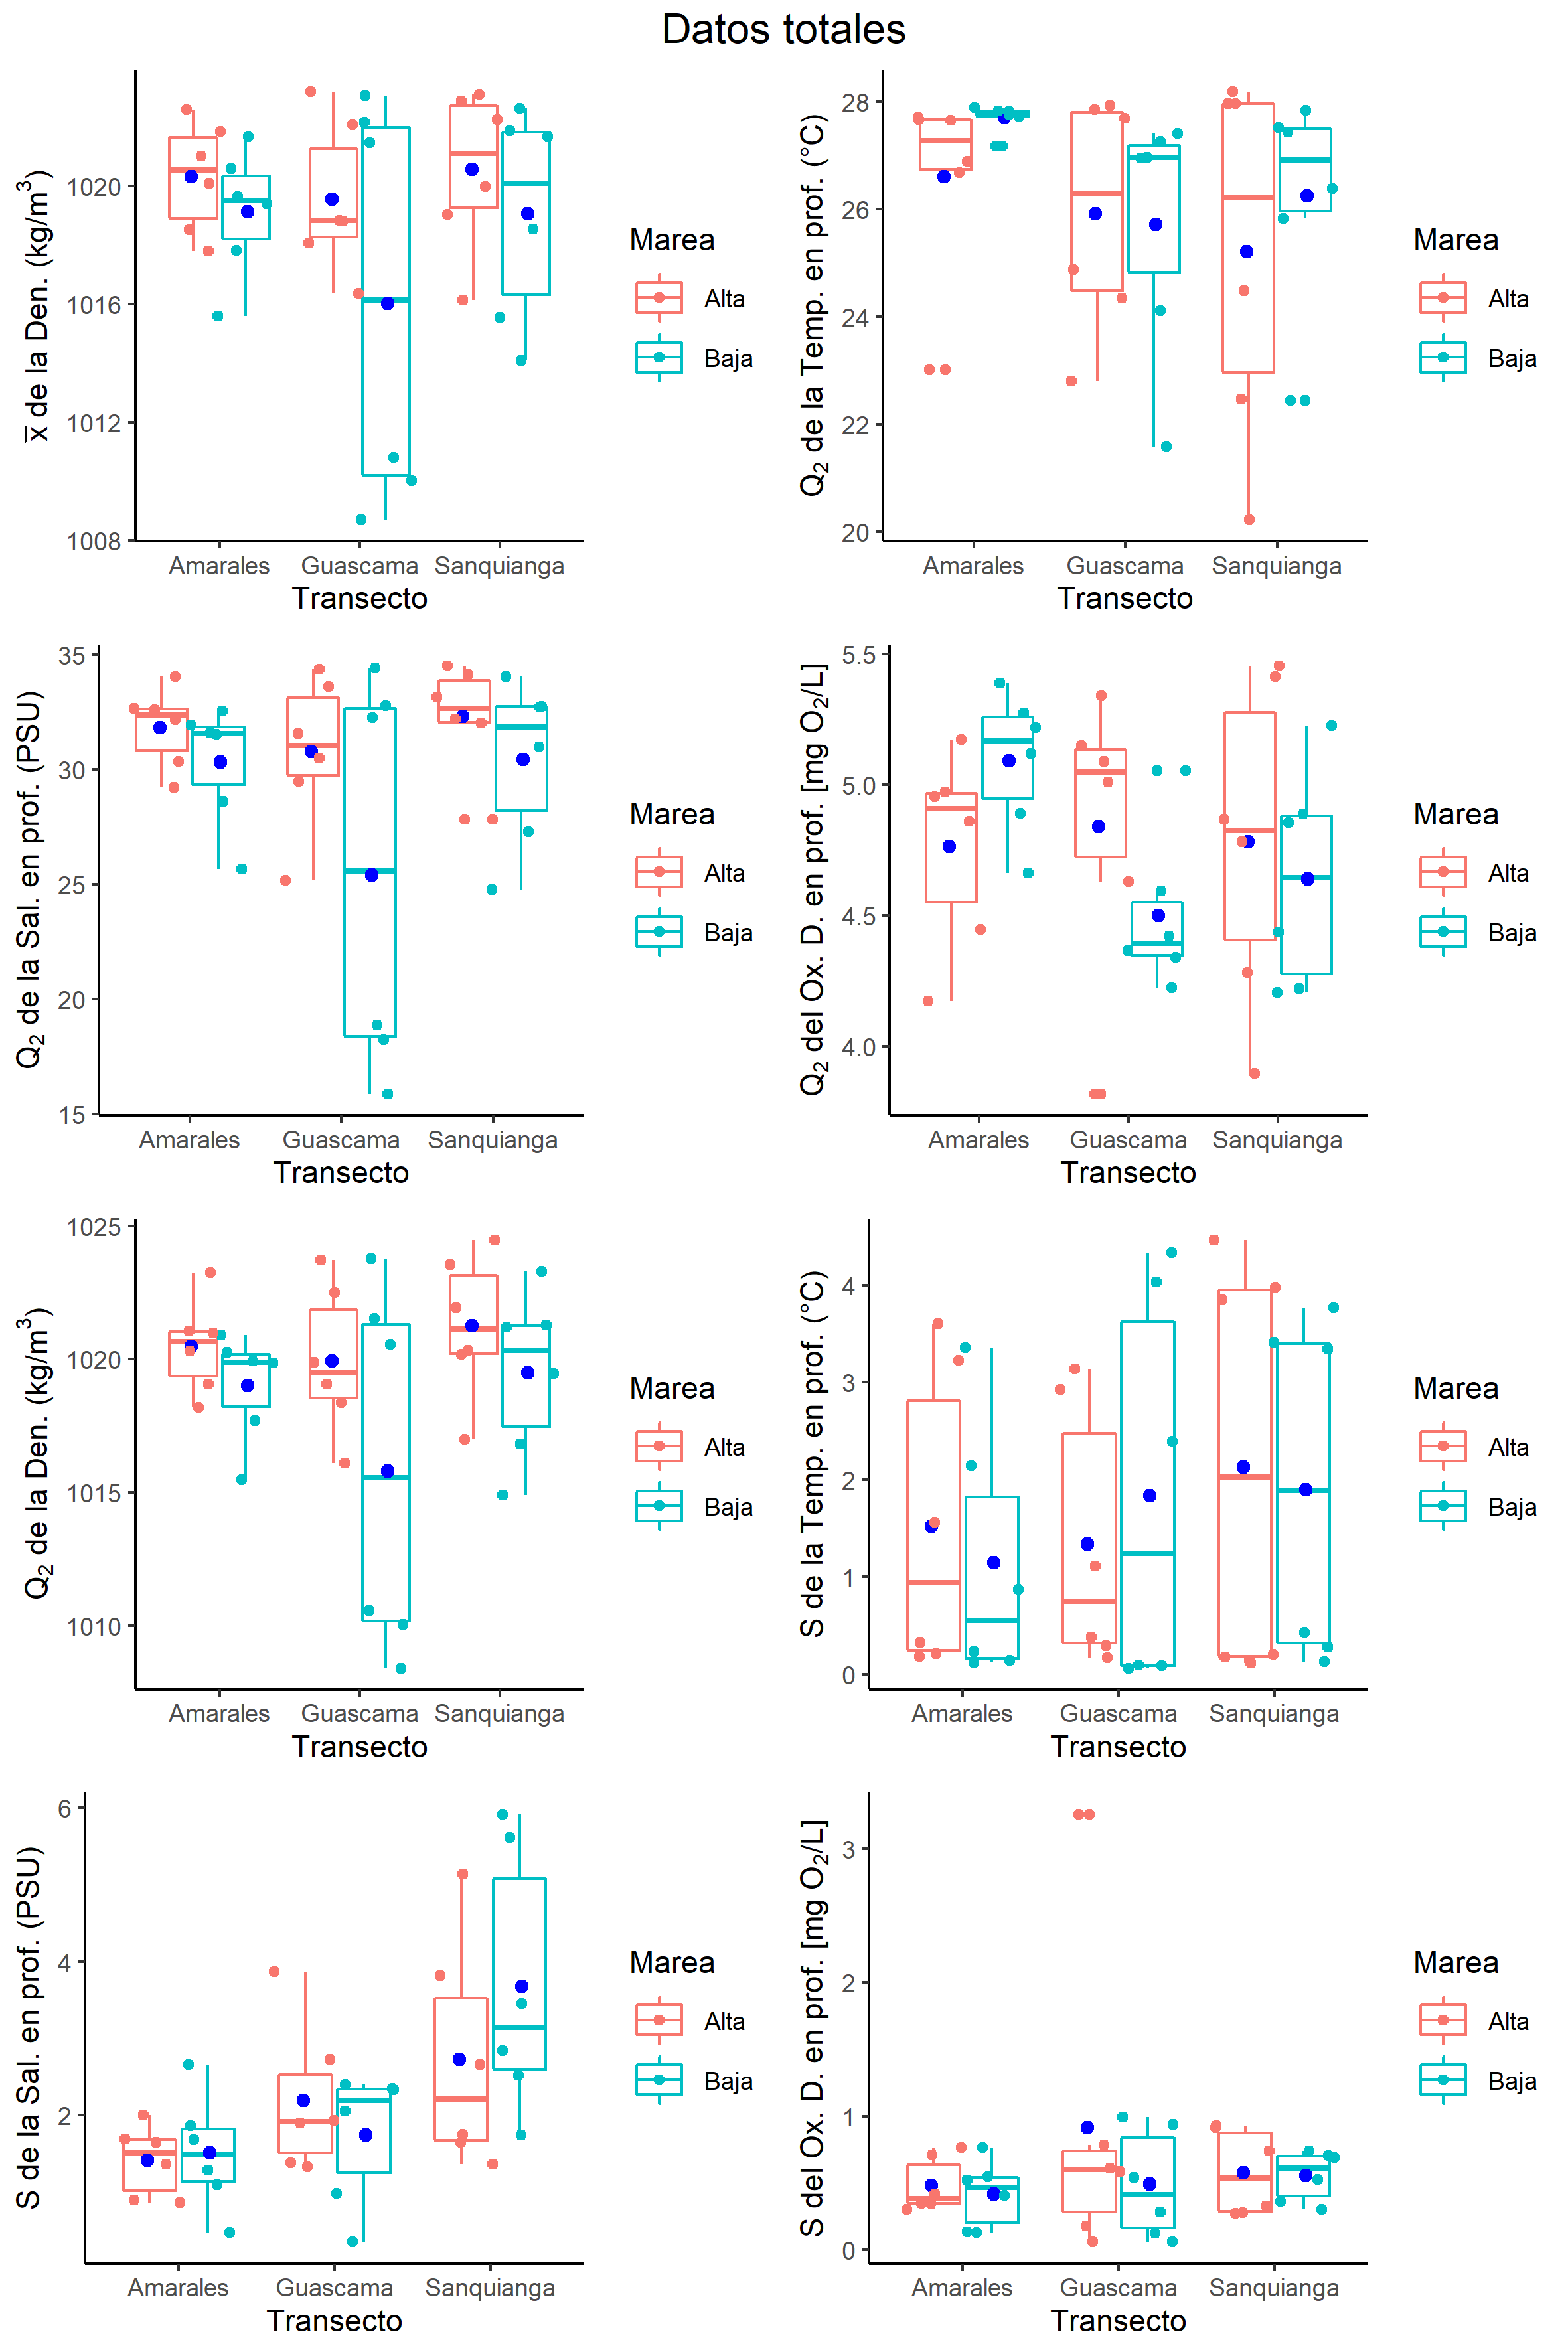 Datos totales
x̅ de la Den. (kg/m³)
1020
1016
1012
1008
Amarales Guascama Sanquianga
Transecto
Marea
Alta
Baja
Q₂ de la Temp. en prof. (°C)
28
26
24
22
20
Amarales Guascama Sanquianga
Transecto
Marea
Alta
Baja
Q₂ de la Sal. en prof. (PSU)
35
30
25
20
15
Amarales Guascama Sanquianga
Transecto
Marea
Alta
Baja
Q₂ del Ox. D. en prof. [mg O₂/L]
5.5
5.0
4.5
4.0
Amarales Guascama Sanquianga
Transecto
Marea
Alta
Baja
Q₂ de la Den. (kg/m³)
1025
1020
1015
1010
Amarales Guascama Sanquianga
Transecto
Marea
Alta
Baja
S de la Temp. en prof. (°C)
4
3
2
1
0
Amarales Guascama Sanquianga
Transecto
Marea
Alta
Baja
S de la Sal. en prof. (PSU)
6
4
2
Amarales Guascama Sanquianga
Transecto
Marea
Alta
Baja
S del Ox. D. en prof. [mg O₂/L]
3
2
1
0
Amarales Guascama Sanquianga
Transecto
Marea
Alta
Baja